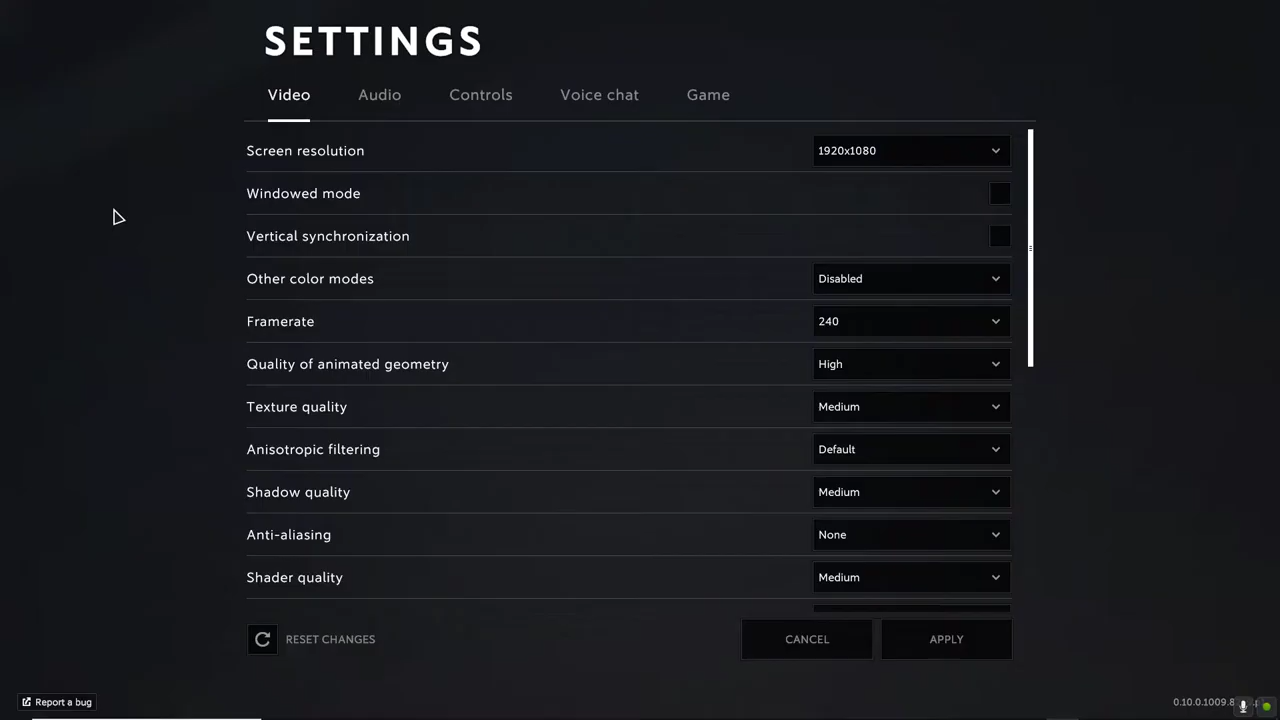 SETTINGS
Video Audio Controls Voice chat Game
Screen resolution 1920x1080
Windowed mode
Vertical synchronization
Other color modes Disabled
Framerate 240
Quality of animated geometry High
Texture quality Medium
Anisotropic filtering Default
Shadow quality Medium
Anti-aliasing None
Shader quality Medium
RESET CHANGES CANCEL APPLY
Report a bug